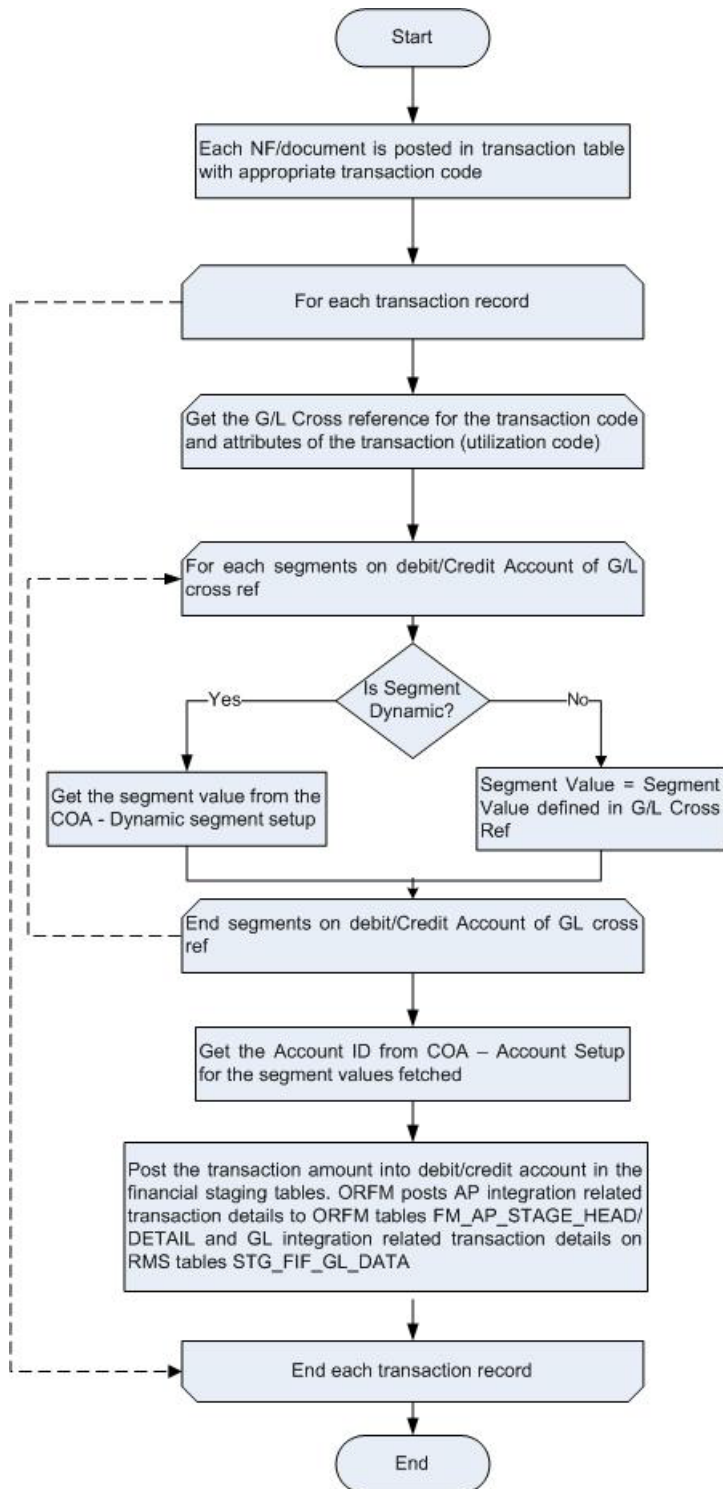 Start
Each NF/document is posted in transaction table
with appropriate transaction code
For each transaction record
Get the G/L Cross reference for the transaction code
and attributes of the transaction (utilization code)
For each segments on debit/Credit Account of G/L
cross ref
Is Segment
Dynamic?
Yes
No
Get the segment value from the
COA - Dynamic segment setup
Segment Value = Segment
Value defined in G/L Cross
Ref
End segments on debit/Credit Account of GL cross
ref
Get the Account ID from COA – Account Setup
for the segment values fetched
Post the transaction amount into debit/credit account in the
financial staging tables. ORFM posts AP integration related
transaction details to ORFM tables FM_AP_STAGE_HEAD/
DETAIL and GL integration related transaction details on
RMS tables STG_FIF_GL_DATA
End each transaction record
End